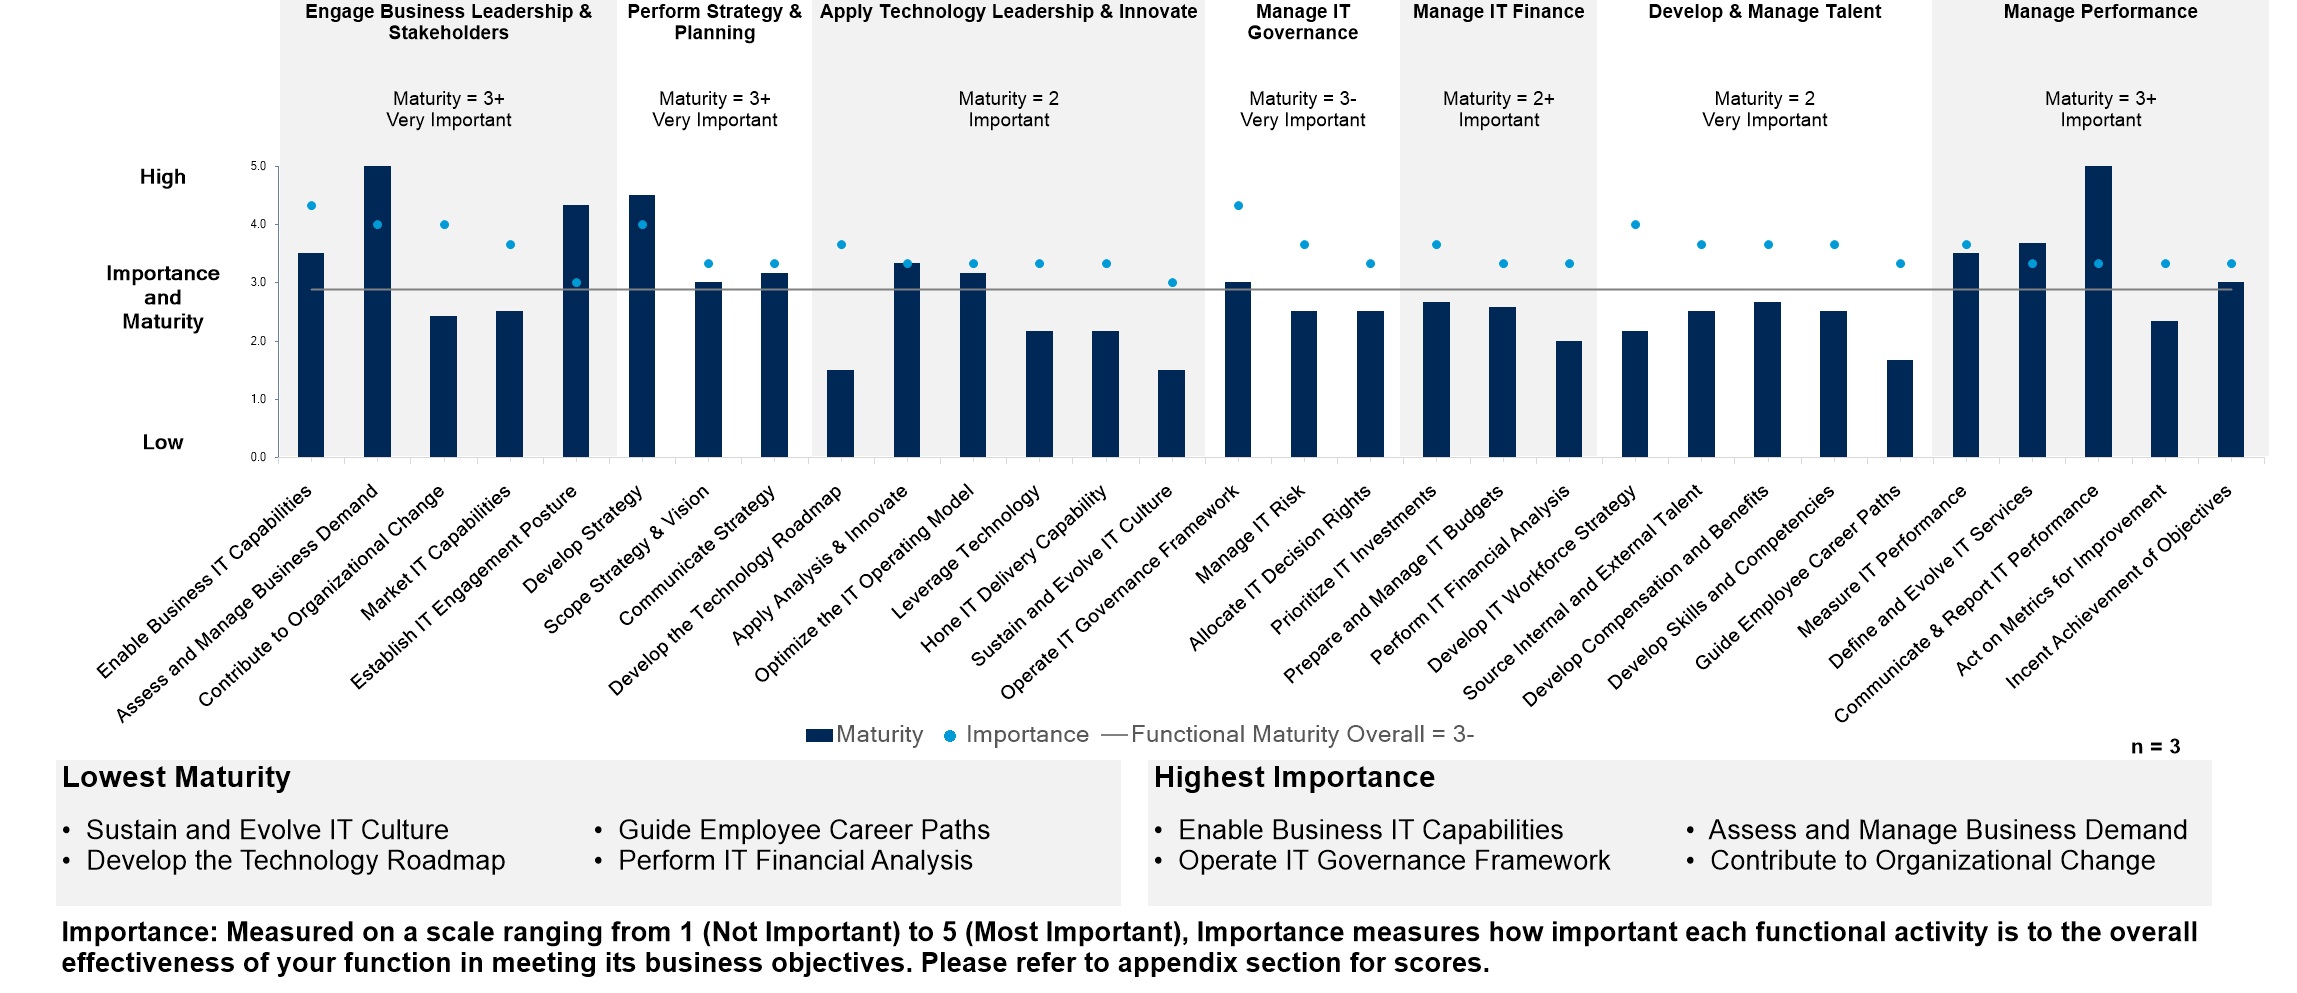 Engage Business Leadership &
Stakeholders
Perform Strategy &
Planning
Apply Technology Leadership & Innovate
Manage IT
Governance
Manage IT Finance
Develop & Manage Talent
Manage Performance
Maturity = 3+
Very Important
Maturity = 3+
Very Important
Maturity = 2
Important
Maturity = 3-
Very Important
Maturity = 2+
Important
Maturity = 2
Very Important
Maturity = 3+
Important
High
Importance
and
Maturity
Low
5.0
4.0
3.0
2.0
1.0
0.0
Enable Business IT Capabilities
Assess and Manage Business Demand
Contribute to Organizational Change
Market IT Capabilities
Establish IT Engagement Posture
Develop Strategy
Scope Strategy & Vision
Communicate Strategy
Develop the Technology Roadmap
Apply Analysis & Innovate
Optimize the IT Operating Model
Leverage Technology
Hone IT Delivery Capability
Sustain and Evolve IT Culture
Operate IT Governance Framework
Manage IT Risk
Allocate IT Decision Rights
Prioritize IT Investments
Prepare and Manage IT Budgets
Perform IT Financial Analysis
Develop IT Workforce Strategy
Source Internal and External Talent
Develop Compensation and Benefits
Develop Skills and Competencies
Guide Employee Career Paths
Measure IT Performance
Define and Evolve IT Services
Communicate & Report IT Performance
Act on Metrics for Improvement
Incent Achievement of Objectives
Maturity
Importance
Functional Maturity Overall = 3-
n = 3
Lowest Maturity
• Sustain and Evolve IT Culture
• Develop the Technology Roadmap
• Guide Employee Career Paths
• Perform IT Financial Analysis
Highest Importance
• Enable Business IT Capabilities
• Operate IT Governance Framework
• Assess and Manage Business Demand
• Contribute to Organizational Change
Importance: Measured on a scale ranging from 1 (Not Important) to 5 (Most Important), Importance measures how important each functional activity is to the overall
effectiveness of your function in meeting its business objectives. Please refer to appendix section for scores.